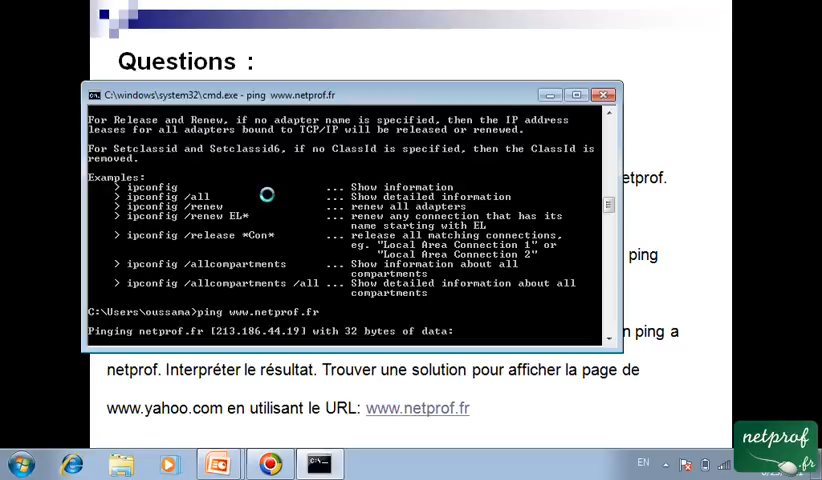 Questions :
C:\windows\system32\cmd.exe - ping www.netprof.fr
For Release and Renew, if no adapter name is specified, then the IP address
leases for all adapters bound to TCP/IP will be released or renewed.
For Setclassid and Setclassid6, if no ClassId is specified, then the ClassId is
removed.
Examples:
> ipconfig ... Show information
> ipconfig /all ... Show detailed information
> ipconfig /renew ... renew all adapters
> ipconfig /renew EL* ... renew any connection that has its
name starting with EL
> ipconfig /release *Con* ... release all matching connections,
eg. "Local Area Connection 1" or
"Local Area Connection 2"
> ipconfig /allcompartments ... Show information about all
compartments
> ipconfig /allcompartments /all ... Show detailed information about all
compartments
C:\Users\oussama>ping www.netprof.fr
Pinging netprof.fr [213.186.44.19] with 32 bytes of data:
etprof.
ping
n ping a
netprof. Interpréter le résultat. Trouver une solution pour afficher la page de
www.yahoo.com en utilisant le URL: www.netprof.fr
EN
netprof
.fr